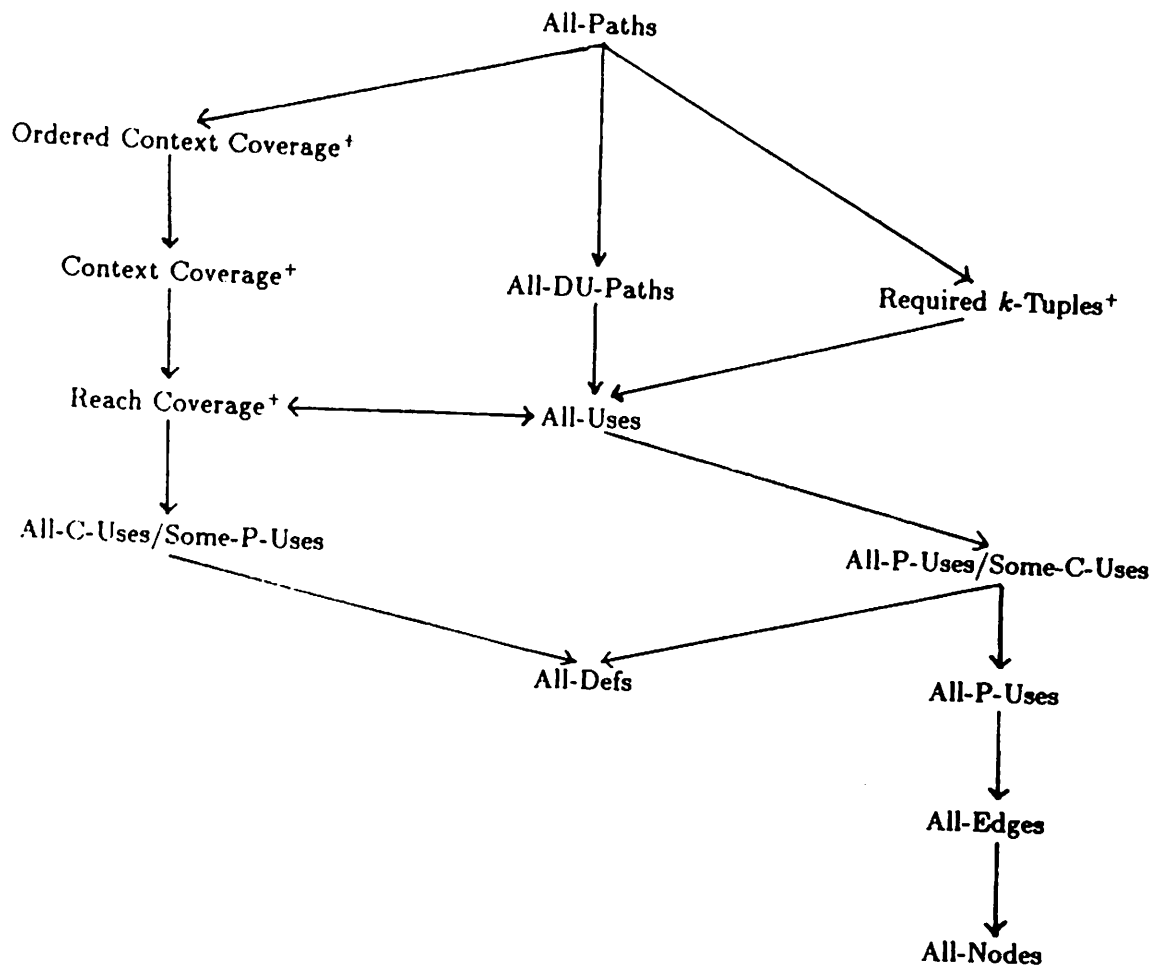 All-Paths
Ordered Context Coverage⁺
Context Coverage⁺
All-DU-Paths
Required k-Tuples⁺
Reach Coverage⁺
All-Uses
All-C-Uses/Some-P-Uses
All-P-Uses/Some-C-Uses
All-Defs
All-P-Uses
All-Edges
All-Nodes